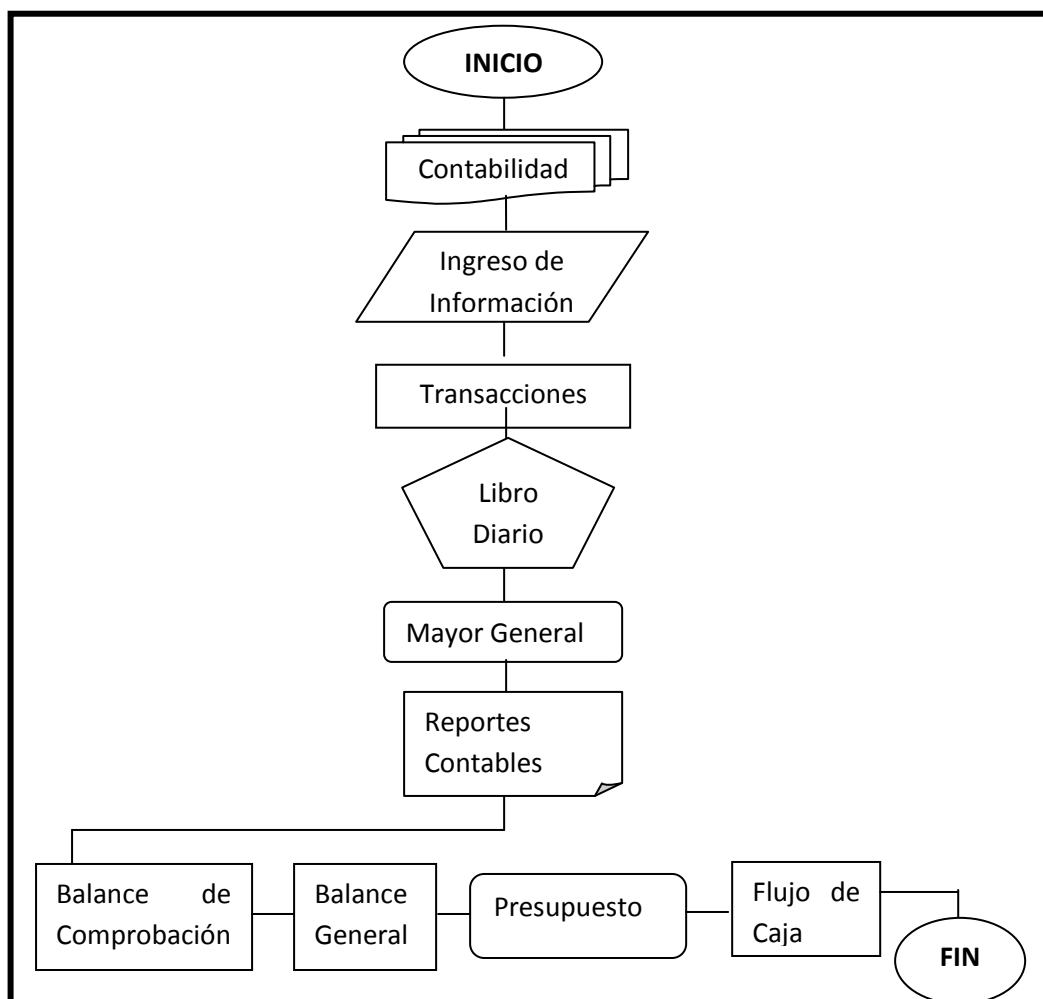 INICIO
Contabilidad
Ingreso de
Información
Transacciones
Libro
Diario
Mayor General
Reportes
Contables
Balance de
Comprobación
Balance
General
Presupuesto
Flujo de
Caja
FIN